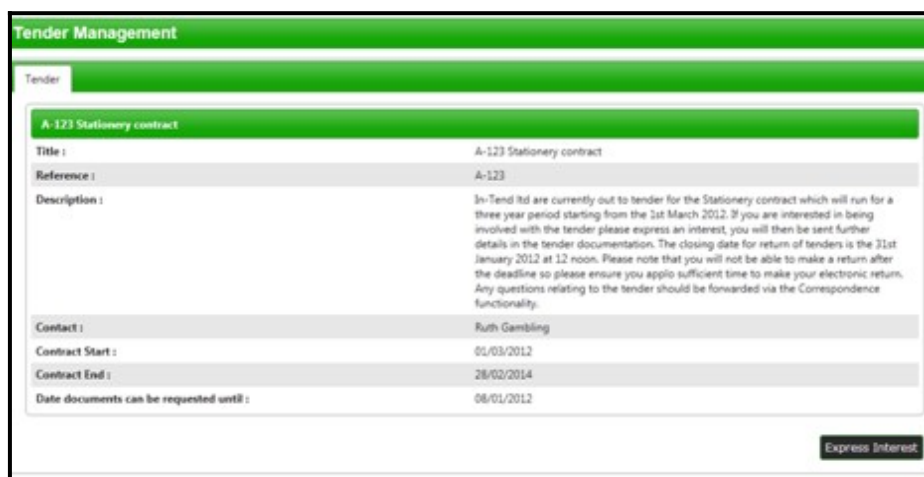 Tender Management
Tender
A-123 Stationery contract
Title : A-123 Stationery contract
Reference : A-123
Description : In-Tend ltd are currently out to tender for the Stationery contract which will run for a
three year period starting from the 1st March 2012. If you are interested in being
involved with the tender please express an interest, you will then be sent further
details in the tender documentation. The closing date for return of tenders is the 31st
January 2012 at 12 noon. Please note that you will not be able to make a return after
the deadline so please ensure you applo sufficient time to make your electronic return.
Any questions relating to the tender should be forwarded via the Correspondence
functionality.
Contact : Ruth Gambling
Contract Start : 01/03/2012
Contract End : 28/02/2014
Date documents can be requested until : 08/01/2012
Express Interest